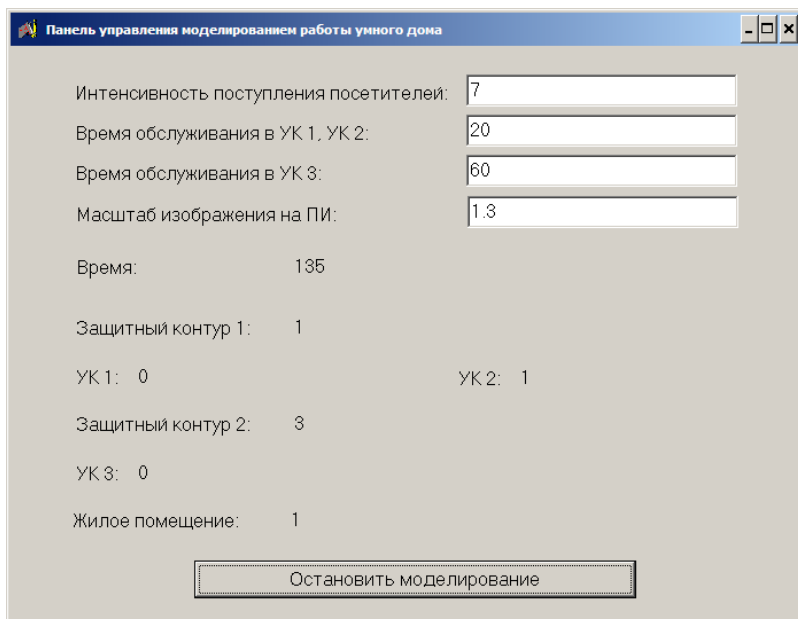 Панель управления моделированием работы умного дома
Интенсивность поступления посетителей: 7
Время обслуживания в УК 1, УК 2: 20
Время обслуживания в УК 3: 60
Масштаб изображения на ПИ: 1.3
Время: 135
Защитный контур 1: 1
УК 1: 0 УК 2: 1
Защитный контур 2: 3
УК 3: 0
Жилое помещение: 1
Остановить моделирование